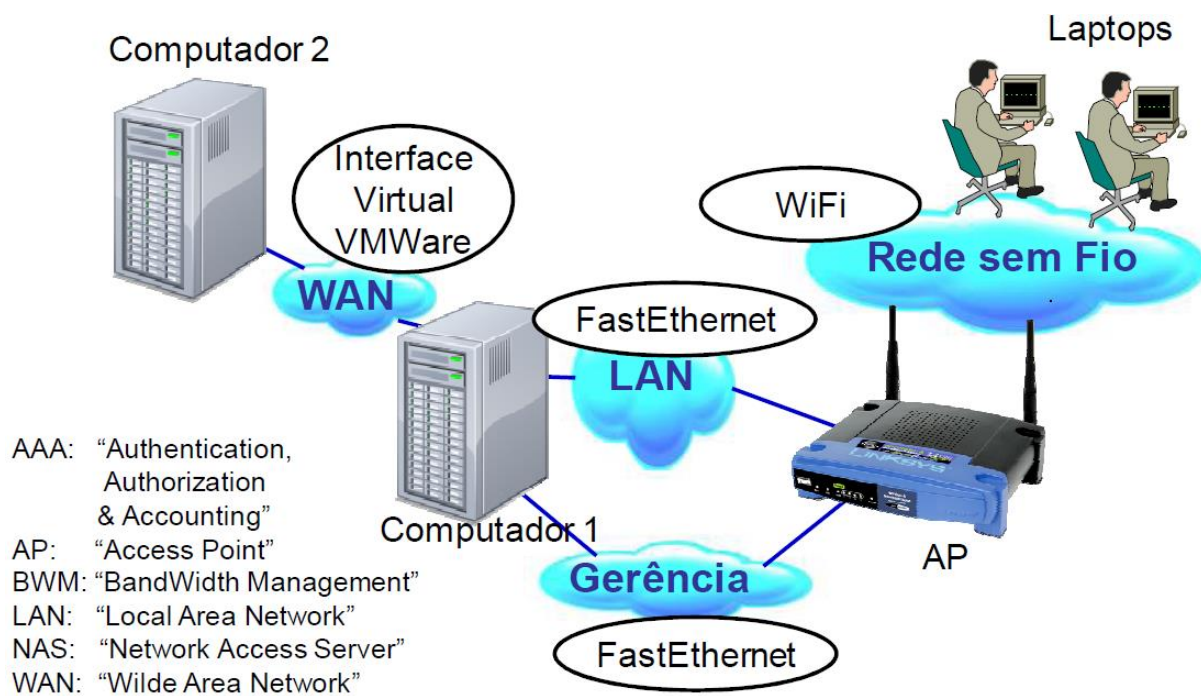 Computador 2
Interface
Virtual
VMWare
WAN
Laptops
WiFi
Rede sem Fio
FastEthernet
LAN
LINKSYS
AP
Computador 1
Gerência
FastEthernet
AAA: “Authentication,
Authorization
& Accounting”
AP: “Access Point”
BWM: “BandWidth Management”
LAN: “Local Area Network”
NAS: “Network Access Server”
WAN: “Wilde Area Network”